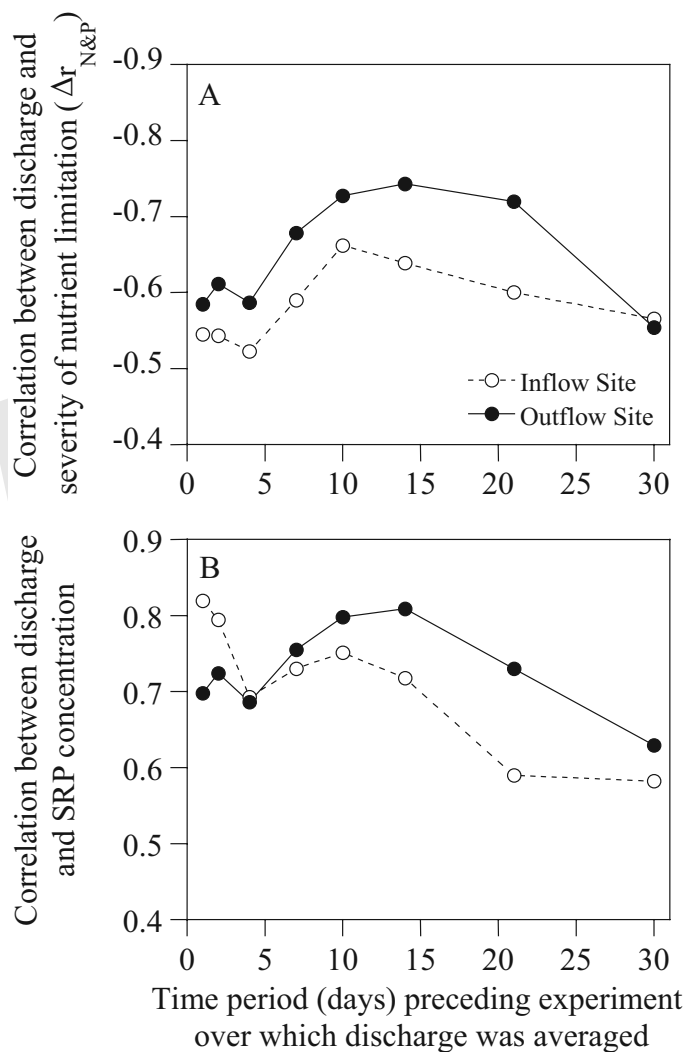 Correlation between discharge and
severity of nutrient limitation (Δr N&P)
-0.9
-0.8
-0.7
-0.6
-0.5
-0.4
A
Inflow Site
Outflow Site
0 5 10 15 20 25 30
Correlation between discharge
and SRP concentration
0.9
0.8
0.7
0.6
0.5
0.4
B
0 5 10 15 20 25 30
Time period (days) preceding experiment
over which discharge was averaged